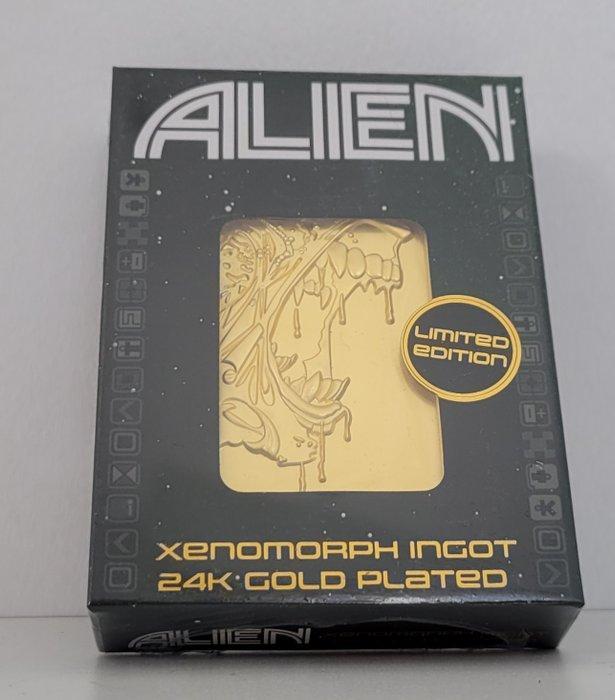 ALIEN
LIMITED
EDITION
XENOMORPH INGOT
24K GOLD PLATED
ALIEN